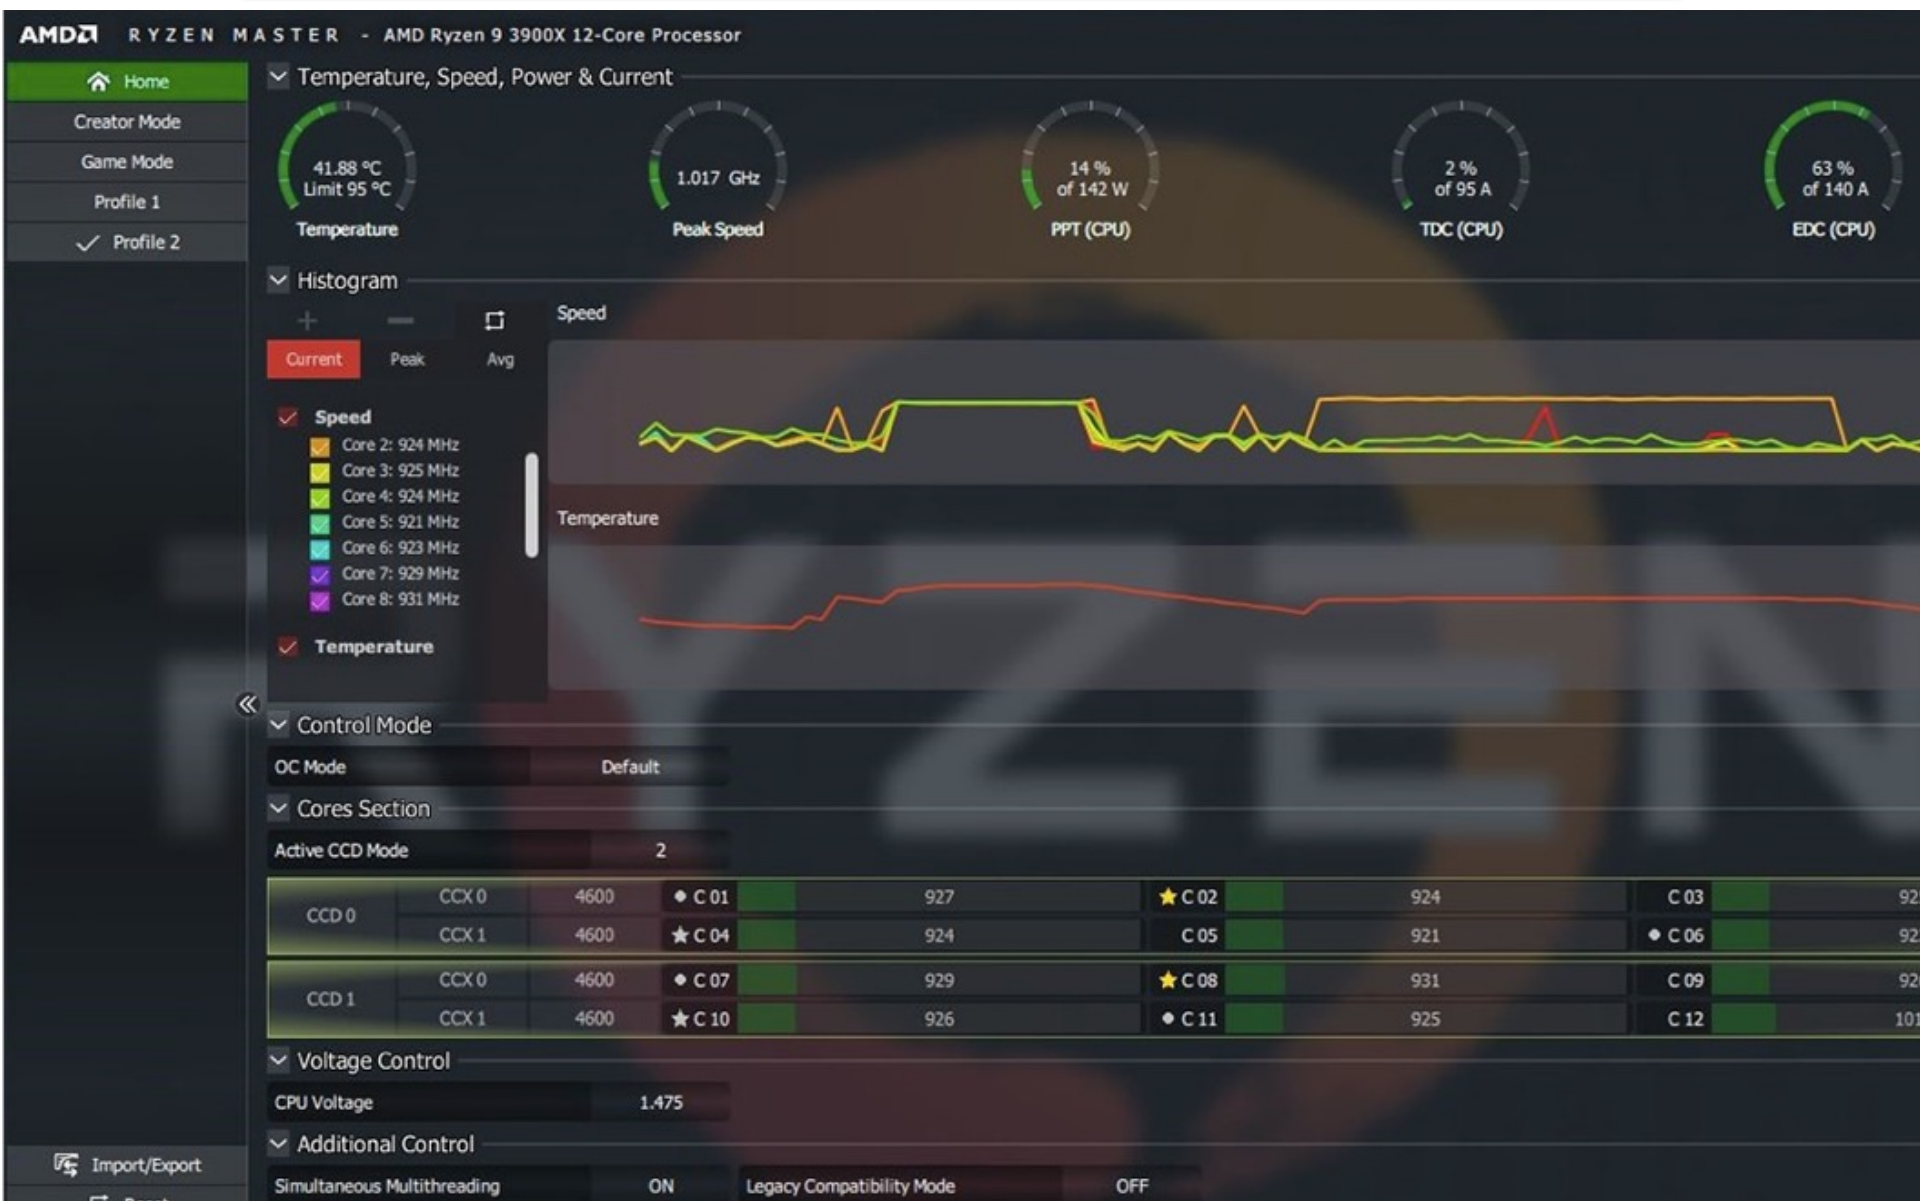 AMD RYZEN MASTER - AMD Ryzen 9 3900X 12-Core Processor
Home
Creator Mode
Game Mode
Profile 1
Profile 2
Import/Export
Temperature, Speed, Power & Current
41.88 °C
Limit 95 °C
Temperature
1.017 GHz
Peak Speed
14 %
of 142 W
PPT (CPU)
2 %
of 95 A
TDC (CPU)
63 %
of 140 A
EDC (CPU)
Histogram
Current Peak Avg
Speed
Core 2: 924 MHz
Core 3: 925 MHz
Core 4: 924 MHz
Core 5: 921 MHz
Core 6: 923 MHz
Core 7: 929 MHz
Core 8: 931 MHz
Temperature
Speed
Temperature
RYZEN
Control Mode
OC Mode Default
Cores Section
Active CCD Mode 2
CCD 0
CCX 0 4600 C 01 927 C 02 924 C 03
CCX 1 4600 C 04 924 C 05 921 C 06
CCD 1
CCX 0 4600 C 07 929 C 08 931 C 09
CCX 1 4600 C 10 926 C 11 925 C 12
Voltage Control
CPU Voltage 1.475
Additional Control
Simultaneous Multithreading ON Legacy Compatibility Mode OFF